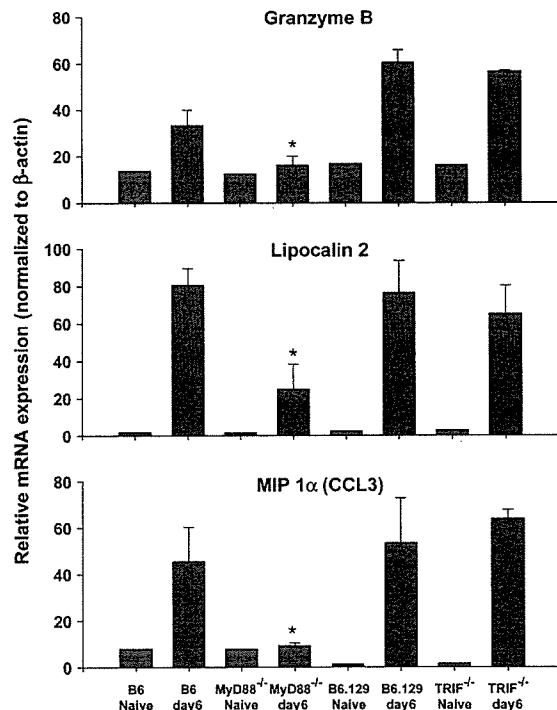 Relative mRNA expression (normalized to β-actin)
Granzyme B
80
60
40
20
0
*
Lipocalin 2
100
80
60
40
20
0
*
MIP 1α (CCL3)
80
60
40
20
0
*
B6 Naive
B6 day6
MyD88-/- Naive
MyD88-/- day6
B6.129 Naive
B6.129 day6
TRIF-/- Naive
TRIF-/- day6